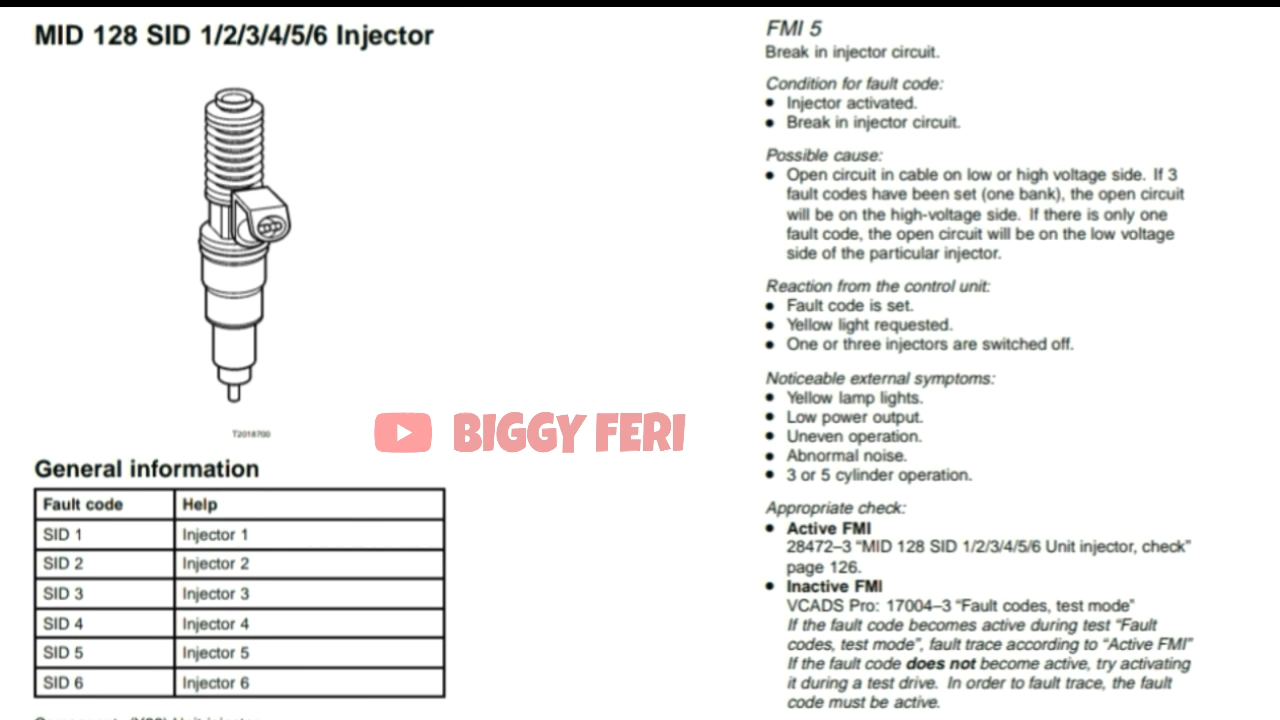 MID 128 SID 1/2/3/4/5/6 Injector
T2018700
BIGGY FERI
General information
Fault code Help
SID 1 Injector 1
SID 2 Injector 2
SID 3 Injector 3
SID 4 Injector 4
SID 5 Injector 5
SID 6 Injector 6
FMI 5
Break in injector circuit.
Condition for fault code:
● Injector activated.
● Break in injector circuit.
Possible cause:
● Open circuit in cable on low or high voltage side. If 3
fault codes have been set (one bank), the open circuit
will be on the high-voltage side. If there is only one
fault code, the open circuit will be on the low voltage
side of the particular injector.
Reaction from the control unit:
● Fault code is set.
● Yellow light requested.
● One or three injectors are switched off.
Noticeable external symptoms:
● Yellow lamp lights.
● Low power output.
● Uneven operation.
● Abnormal noise.
● 3 or 5 cylinder operation.
Appropriate check:
● Active FMI
28472–3 “MID 128 SID 1/2/3/4/5/6 Unit injector, check”
page 126.
● Inactive FMI
VCADS Pro: 17004–3 “Fault codes, test mode”
If the fault code becomes active during test “Fault
codes, test mode”, fault trace according to “Active FMI”
If the fault code does not become active, try activating
it during a test drive. In order to fault trace, the fault
code must be active.